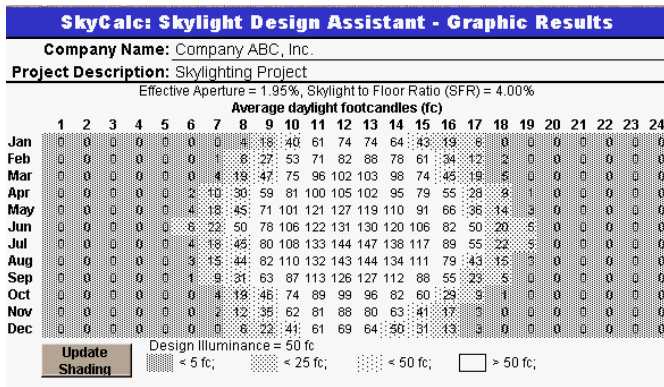 SkyCalc: Skylight Design Assistant - Graphic Results
Company Name: Company ABC, Inc.
Project Description: Skylighting Project
Effective Aperture = 1.95%, Skylight to Floor Ratio (SFR) = 4.00%
Average daylight footcandles (fc)
1 2 3 4 5 6 7 8 9 10 11 12 13 14 15 16 17 18 19 20 21 22 23 24
Jan 0 0 0 0 0 0 0 4 18 40 61 74 74 64 43 19 6 0 0 0 0 0 0 0
Feb 0 0 0 0 0 0 1 8 27 53 71 82 88 78 61 34 12 2 0 0 0 0 0 0
Mar 0 0 0 0 0 0 4 19 47 75 96 102 103 98 74 45 19 5 0 0 0 0 0 0
Apr 0 0 0 0 0 2 10 30 59 81 100 105 102 95 79 55 28 9 1 0 0 0 0 0
May 0 0 0 0 0 4 18 45 71 101 121 127 119 110 91 66 36 14 3 0 0 0 0 0
Jun 0 0 0 0 0 6 22 50 78 106 122 131 130 120 106 82 50 20 5 0 0 0 0 0
Jul 0 0 0 0 0 4 18 45 80 108 133 144 147 138 117 89 55 22 5 0 0 0 0 0
Aug 0 0 0 0 0 3 15 44 82 110 132 143 144 134 111 79 43 15 0 0 0 0 0
Sep 0 0 0 0 0 1 9 31 63 87 113 126 127 112 88 55 23 5 0 0 0 0 0 0
Oct 0 0 0 0 0 0 4 19 46 74 89 99 96 82 60 29 9 1 0 0 0 0 0 0
Nov 0 0 0 0 0 0 2 12 35 62 81 88 80 63 41 17 3 0 0 0 0 0 0 0
Dec 0 0 0 0 0 0 0 6 22 41 61 69 64 50 31 13 3 0 0 0 0 0 0 0
Update Shading
Design Illuminance = 50 fc
< 5 fc; < 25 fc; < 50 fc; > 50 fc;